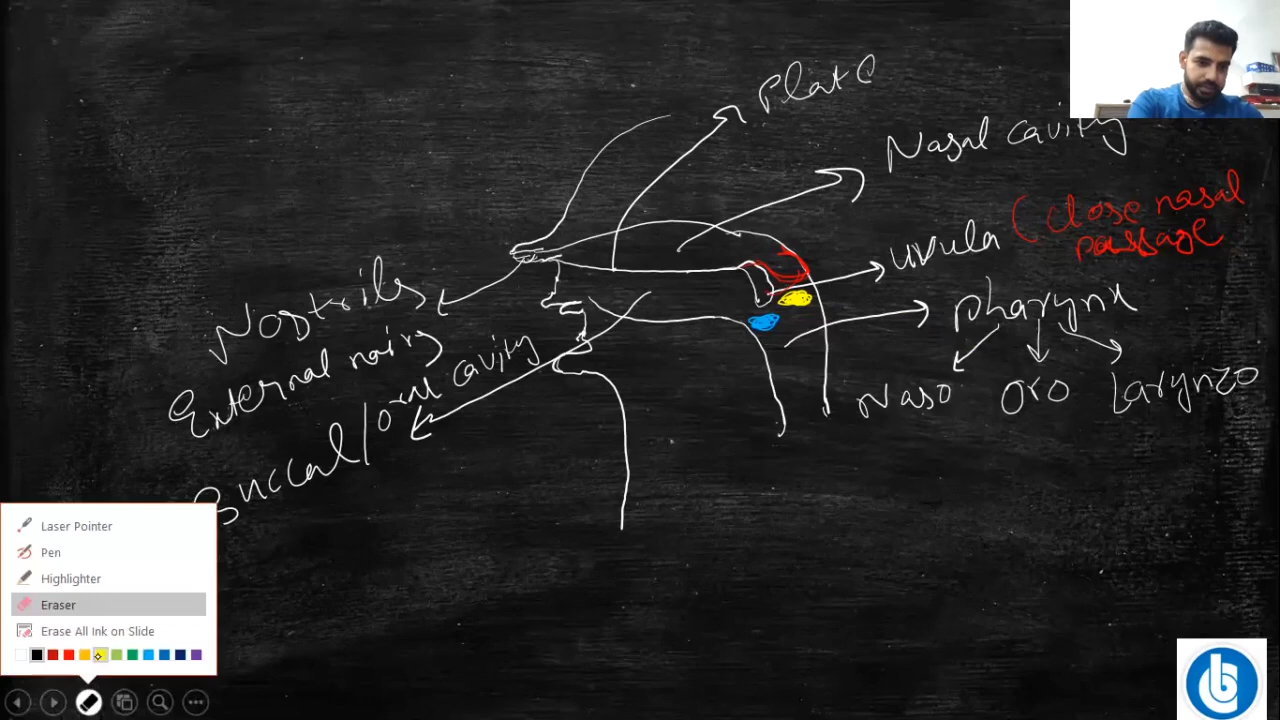 Plate
Nasal cavity
uvula (close nasal
passage
pharynx
Naso oro Larynzo
Nostrils
External nairs
Buccal/oral cavity
Laser Pointer
Pen
Highlighter
Eraser
Erase All Ink on Slide